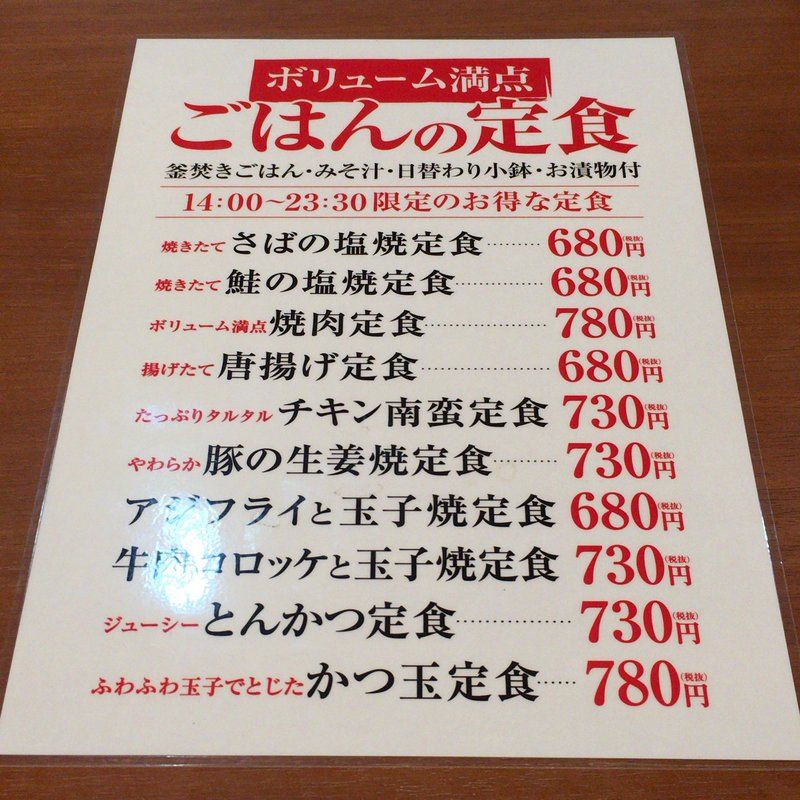 ボリューム満点
ごはんの定食
釜焚きごはん・みそ汁・日替わり小鉢・お漬物付
14:00~23:30限定のお得な定食
焼きたて さばの塩焼定食……… 680円(税抜)
焼きたて 鮭の塩焼定食………… 680円(税抜)
ボリューム満点 焼肉定食………… 780円(税抜)
揚げたて 唐揚げ定食………… 680円(税抜)
たっぷりタルタル チキン南蛮定食 730円(税抜)
やわらか 豚の生姜焼定食……… 730円(税抜)
アジフライと玉子焼定食 680円(税抜)
牛肉コロッケと玉子焼定食 730円(税抜)
ジューシー とんかつ定食………… 730円(税抜)
ふわふわ玉子でとじた かつ玉定食…… 780円(税抜)